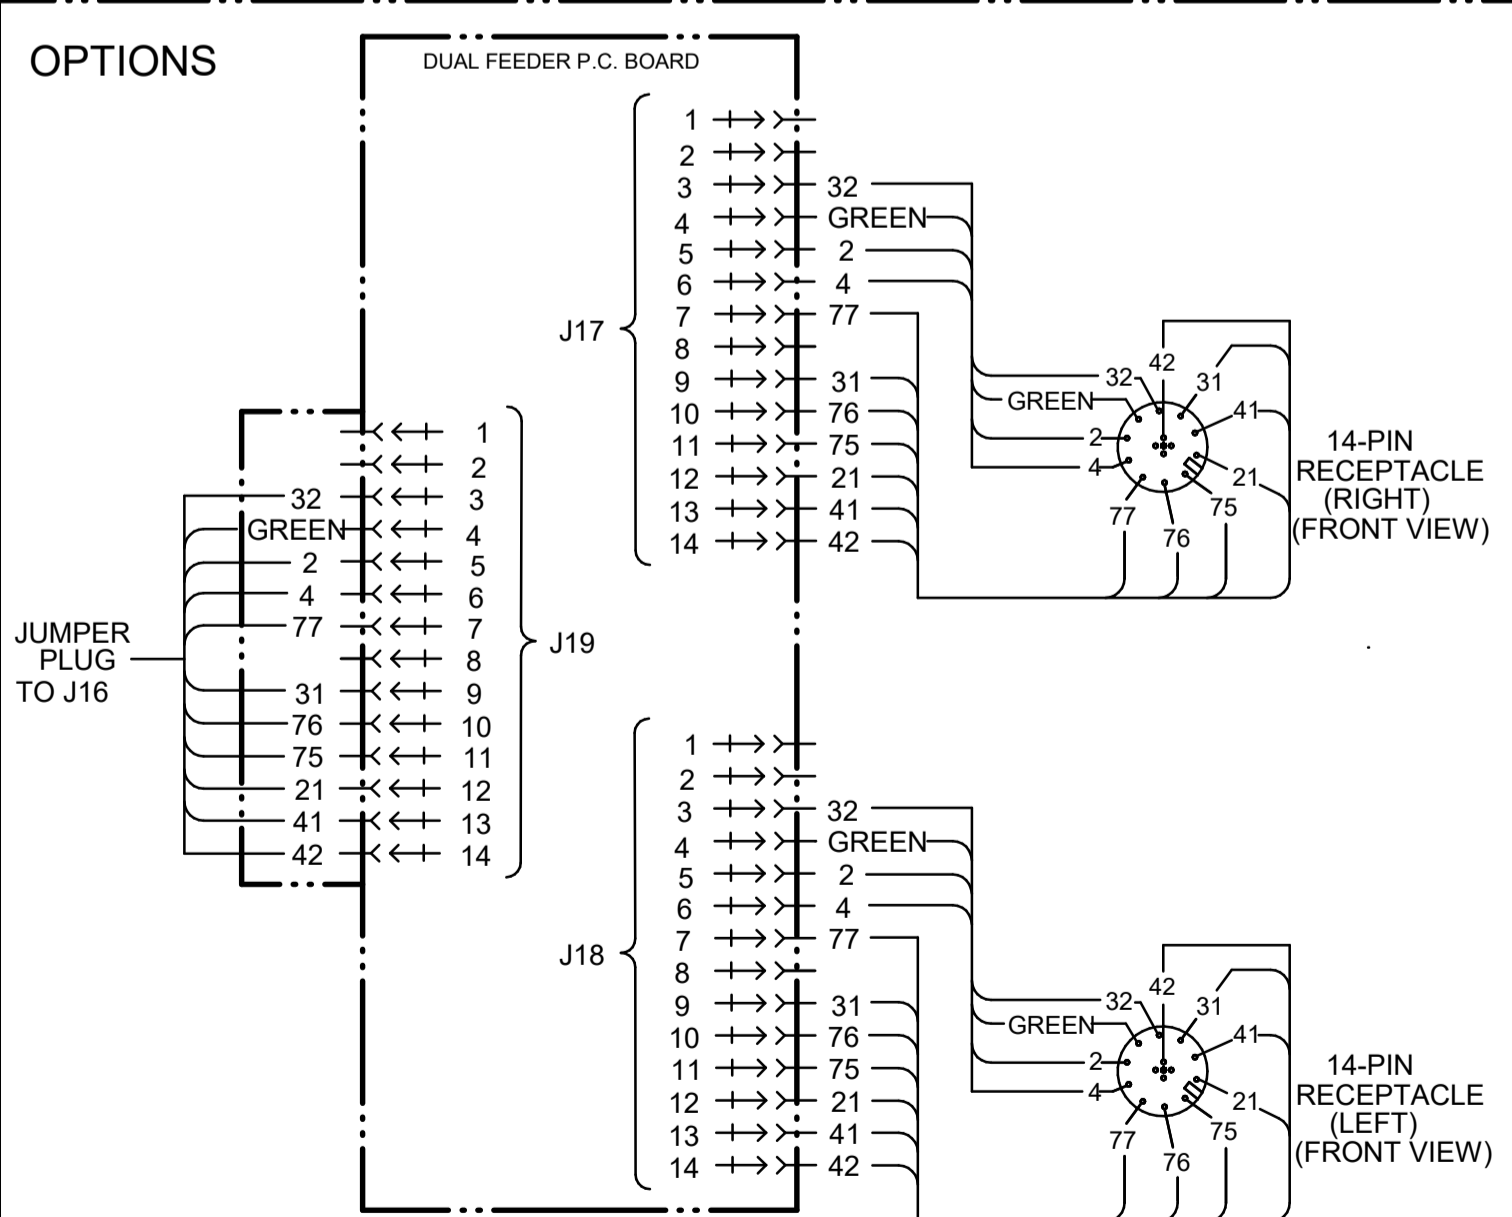 OPTIONS
DUAL FEEDER P.C. BOARD
J17
1
2
3 32
4 GREEN
5 2
6 4
7 77
8
9 31
10 76
11 75
12 21
13 41
14 42
42
32 31
GREEN 41
2
4 21
77 75
76
14-PIN
RECEPTACLE
(RIGHT)
(FRONT VIEW)
JUMPER
PLUG
TO J16
J19
1
2
32 3
GREEN 4
2 5
4 6
77 7
8
31 9
76 10
75 11
21 12
41 13
42 14
J18
1
2
3 32
4 GREEN
5 2
6 4
7 77
8
9 31
10 76
11 75
12 21
13 41
14 42
42
32 31
GREEN 41
2
4 21
77 75
76
14-PIN
RECEPTACLE
(LEFT)
(FRONT VIEW)